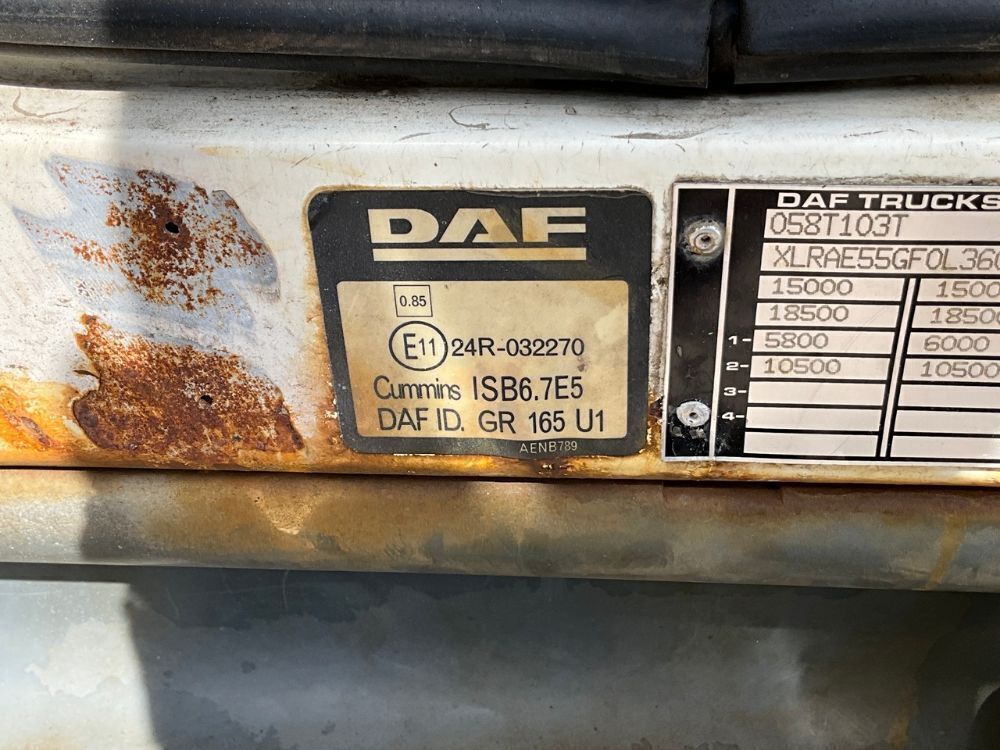 DAF
0.85
E11 24R-032270
Cummins ISB6.7E5
DAF ID. GR 165 U1
AENB789
DAF TRUCKS
058T103T
XLRAE55GF0L360
15000 1500
18500 18500
1- 5800 6000
2- 10500 10500
3-
4-